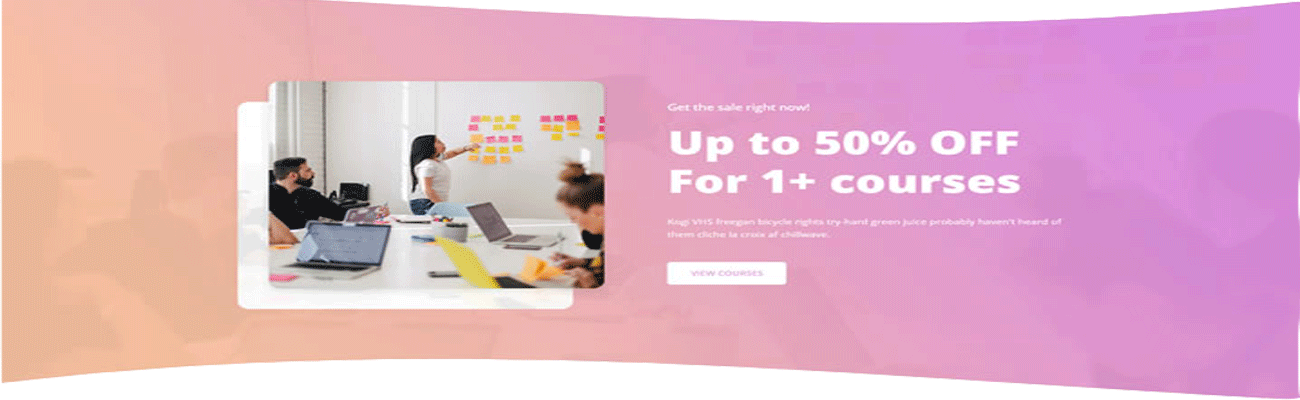 Get the sale right now!
Up to 50% OFF
For 1+ courses
Kogi VHS freegan bicycle rights try-hard green juice probably haven't heard of
them cliche la croix af chillwave.
VIEW COURSES